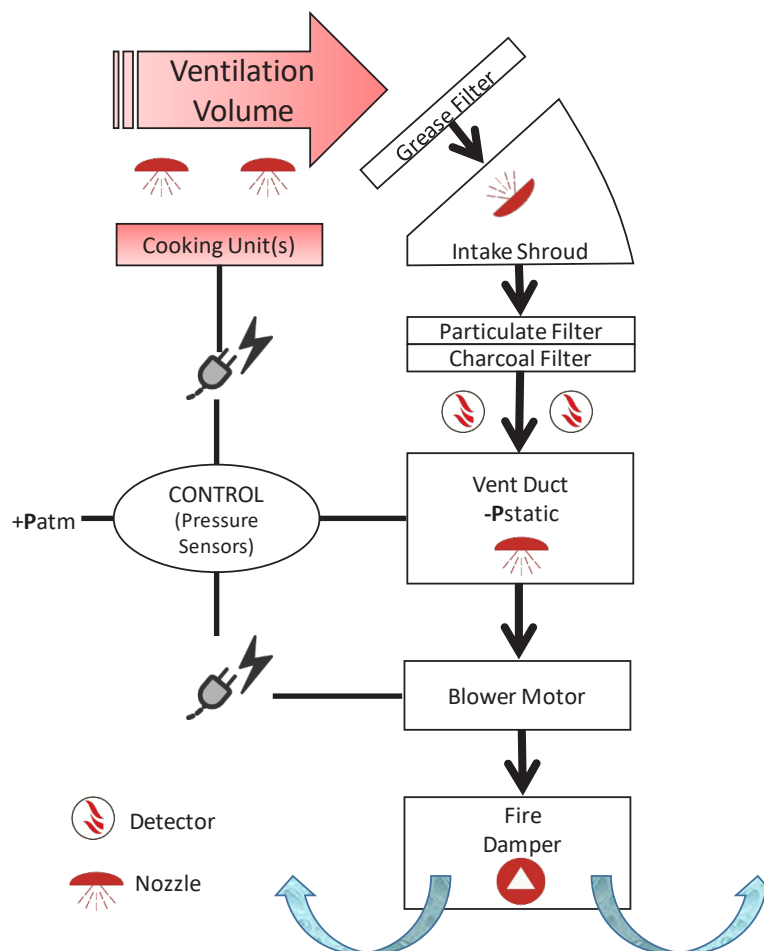 Ventilation
Volume
Grease Filter
Cooking Unit(s)
Intake Shroud
Particulate Filter
Charcoal Filter
+Patm
CONTROL
(Pressure
Sensors)
Vent Duct
-Pstatic
Blower Motor
Fire
Damper
Detector
Nozzle